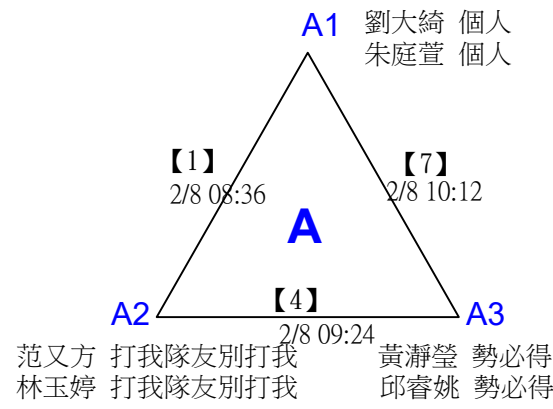 A1 劉大綺 個人
朱庭萱 個人
【1】
2/8 08:36
【7】
2/8 10:12
A
A2
【4】
2/8 09:24
A3
范又方 打我隊友別打我
林玉婷 打我隊友別打我
黃瀞瑩 勢必得
邱睿姚 勢必得